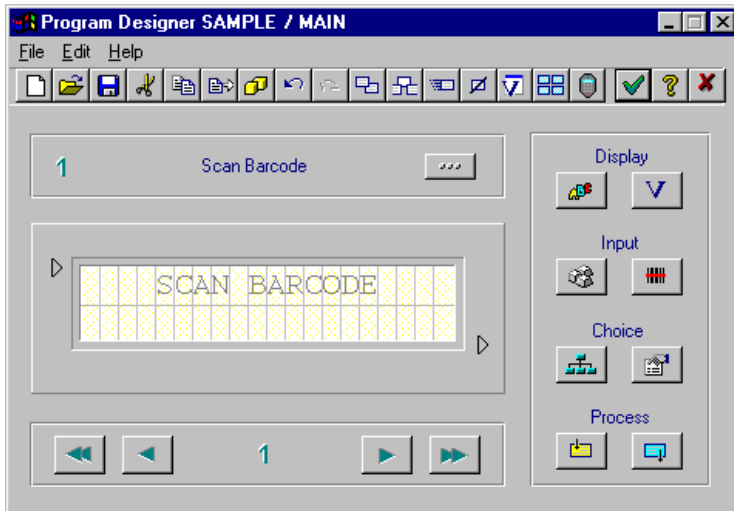 Program Designer SAMPLE / MAIN
File Edit Help
1 Scan Barcode ...
Display
V
Input
SCAN BARCODE
Choice
Process
1